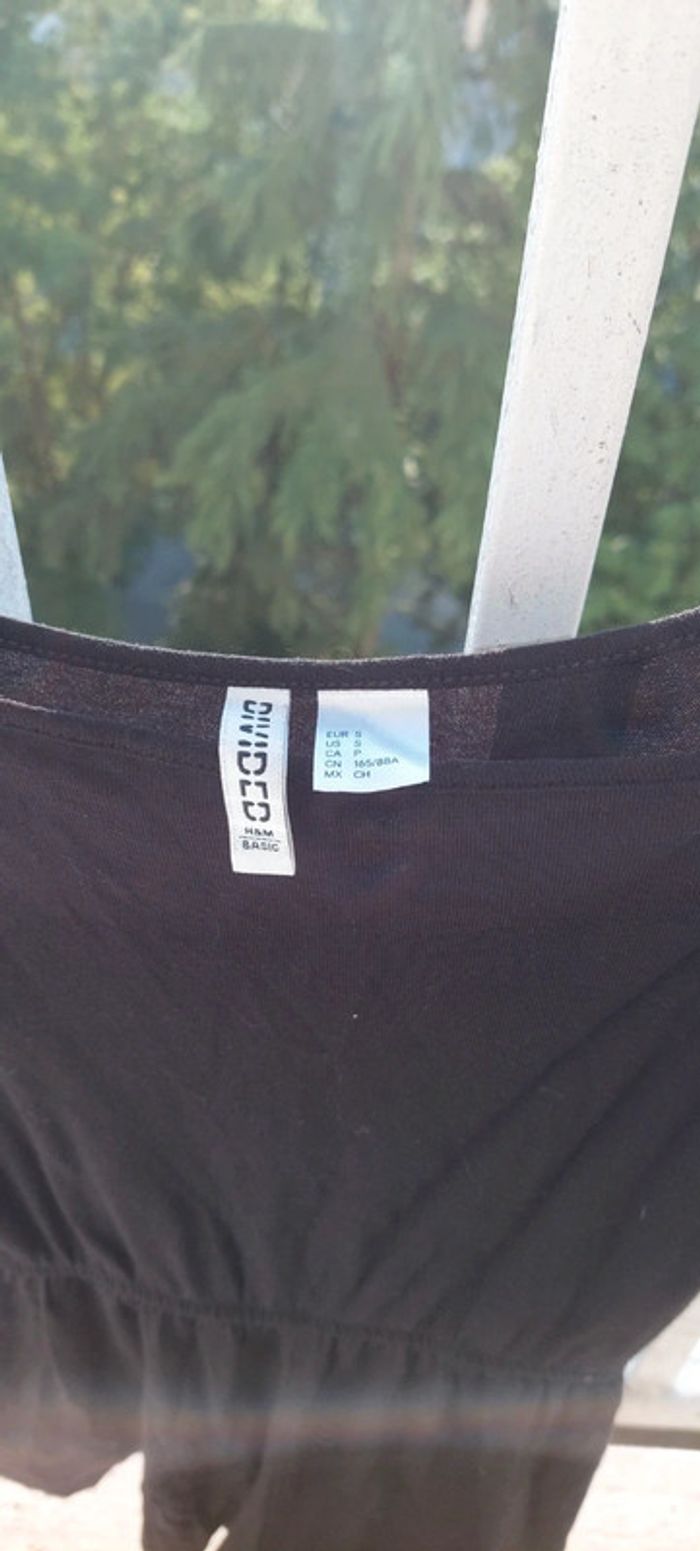 DIVIDED
H&M
BASIC
EUR S
US S
CA P
CN 165/88A
MX CH